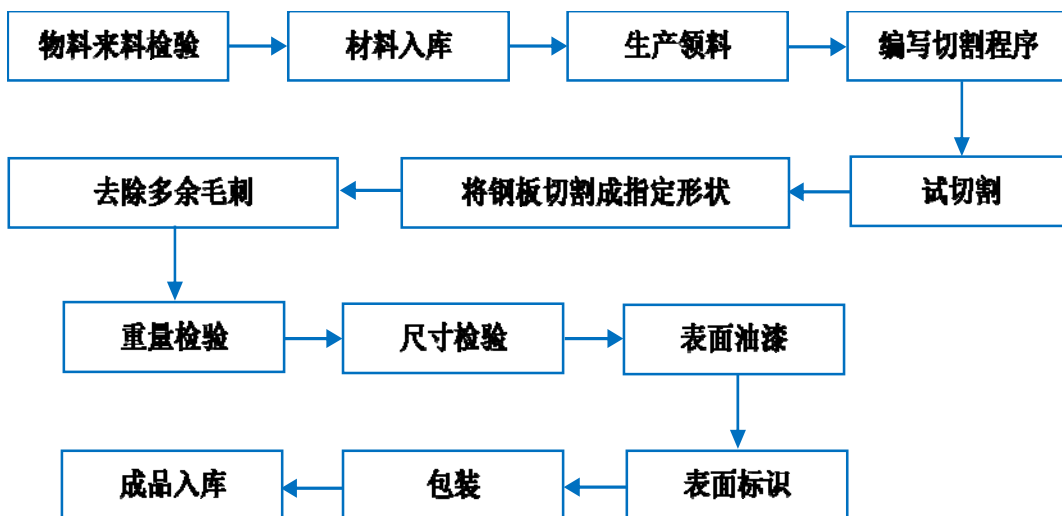 物料来料检验
材料入库
生产领料
编写切割程序
试切割
将钢板切割成指定形状
去除多余毛刺
重量检验
尺寸检验
表面油漆
表面标识
包装
成品入库